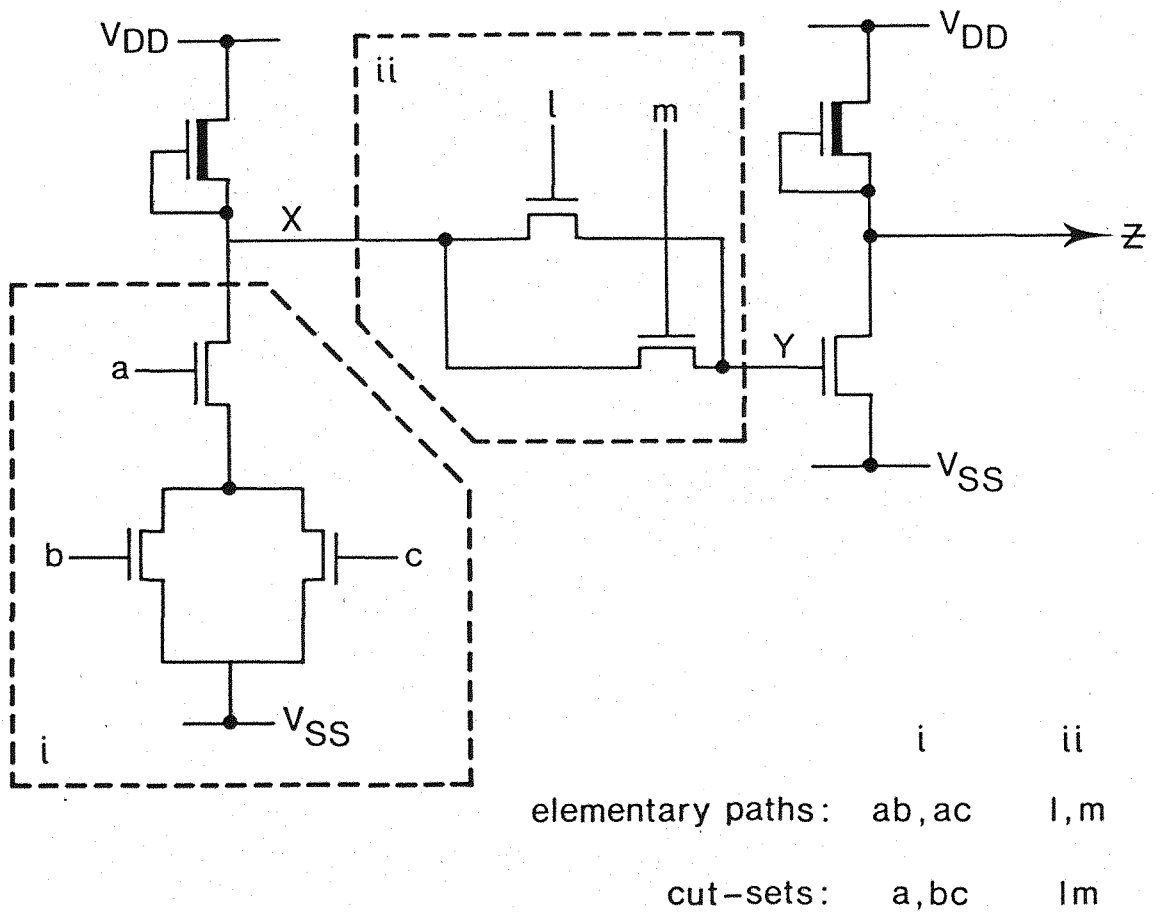 VDD
ii
VDD
l
m
X
Z
a
Y
VSS
b
c
VSS
i
i ii
elementary paths: ab,ac l,m
cut-sets: a,bc lm